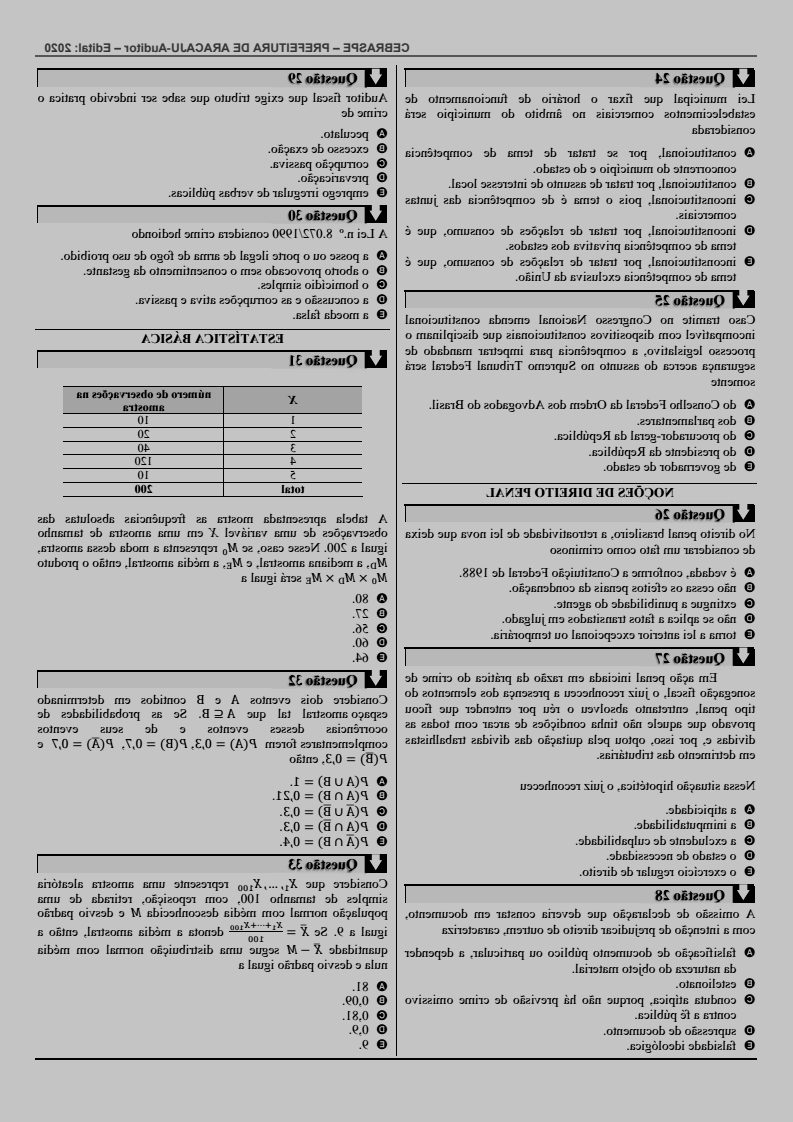 CEBRASPE – PREFEITURA DE ARACAJU-Auditor – Edital: 2020
Questão 24
Lei municipal que fixar o horário de funcionamento de
estabelecimentos comerciais no âmbito do município será
considerada
A constitucional, por se tratar de tema de competência
concorrente do município e do estado.
B constitucional, por tratar de assunto de interesse local.
C inconstitucional, pois o tema é de competência das juntas
comerciais.
D inconstitucional, por tratar de relações de consumo, que é
tema de competência privativa dos estados.
E inconstitucional, por tratar de relações de consumo, que é
tema de competência exclusiva da União.
Questão 25
Caso tramite no Congresso Nacional emenda constitucional
incompatível com dispositivos constitucionais que disciplinam o
processo legislativo, a competência para impetrar mandado de
segurança acerca do assunto no Supremo Tribunal Federal será
somente
A do Conselho Federal da Ordem dos Advogados do Brasil.
B dos parlamentares.
C do procurador-geral da República.
D do presidente da República.
E de governador de estado.
NOÇÕES DE DIREITO PENAL
Questão 26
No direito penal brasileiro, a retroatividade de lei nova que deixa
de considerar um fato como criminoso
A é vedada, conforme a Constituição Federal de 1988.
B não cessa os efeitos penais da condenação.
C extingue a punibilidade do agente.
D não se aplica a fatos transitados em julgado.
E torna a lei anterior excepcional ou temporária.
Questão 27
Em ação penal iniciada em razão da prática do crime de
sonegação fiscal, o juiz reconheceu a presença dos elementos do
tipo penal, entretanto absolveu o réu por entender que ficou
provado que aquele não tinha condições de arcar com todas as
dívidas e, por isso, optou pela quitação das dívidas trabalhistas
em detrimento das tributárias.
Nessa situação hipotética, o juiz reconheceu
A a atipicidade.
B a inimputabilidade.
C a excludente de culpabilidade.
D o estado de necessidade.
E o exercício regular de direito.
Questão 28
A omissão de declaração que deveria constar em documento,
com a intenção de prejudicar direito de outrem, caracteriza
A falsificação de documento público ou particular, a depender
da natureza do objeto material.
B estelionato.
C conduta atípica, porque não há previsão de crime omissivo
contra a fé pública.
D supressão de documento.
E falsidade ideológica.
Questão 29
Auditor fiscal que exige tributo que sabe ser indevido pratica o
crime de
A peculato.
B excesso de exação.
C corrupção passiva.
D prevaricação.
E emprego irregular de verbas públicas.
Questão 30
A Lei n.º 8.072/1990 considera crime hediondo
A a posse ou o porte ilegal de arma de fogo de uso proibido.
B o aborto provocado sem o consentimento da gestante.
C o homicídio simples.
D a concussão e as corrupções ativa e passiva.
E a moeda falsa.
ESTATÍSTICA BÁSICA
Questão 31
X número de observações na
amostra
1 10
2 20
3 40
4 120
5 10
total 200
A tabela apresentada mostra as frequências absolutas das
observações de uma variável X em uma amostra de tamanho
igual a 200. Nesse caso, se M₀ representa a moda dessa amostra,
M_D, a mediana amostral, e M_E, a média amostral, então o produto
M₀ × M_D × M_E será igual a
A 80.
B 27.
C 56.
D 60.
E 64.
Questão 32
Considere dois eventos A e B contidos em determinado
espaço amostral tal que A ⊆ B. Se as probabilidades de
ocorrências desses eventos e de seus eventos
complementares forem P(A) = 0,3, P(B) = 0,7, P(A̅) = 0,7 e
P(B̅) = 0,3, então
A P(A ∪ B) = 1.
B P(A ∩ B) = 0,21.
C P(A̅ ∪ B̅) = 0,3.
D P(A̅ ∩ B̅) = 0,3.
E P(A̅ ∩ B) = 0,4.
Questão 33
Considere que X₁, ..., X₁₀₀ represente uma amostra aleatória
simples de tamanho 100, com reposição, retirada de uma
população normal com média desconhecida M e desvio padrão
igual a 9. Se X̅ = (X₁+⋯+X₁₀₀)/100 denota a média amostral, então a
quantidade X̅ − M segue uma distribuição normal com média
nula e desvio padrão igual a
A 81.
B 0,09.
C 0,81.
D 0,9.
E 9.